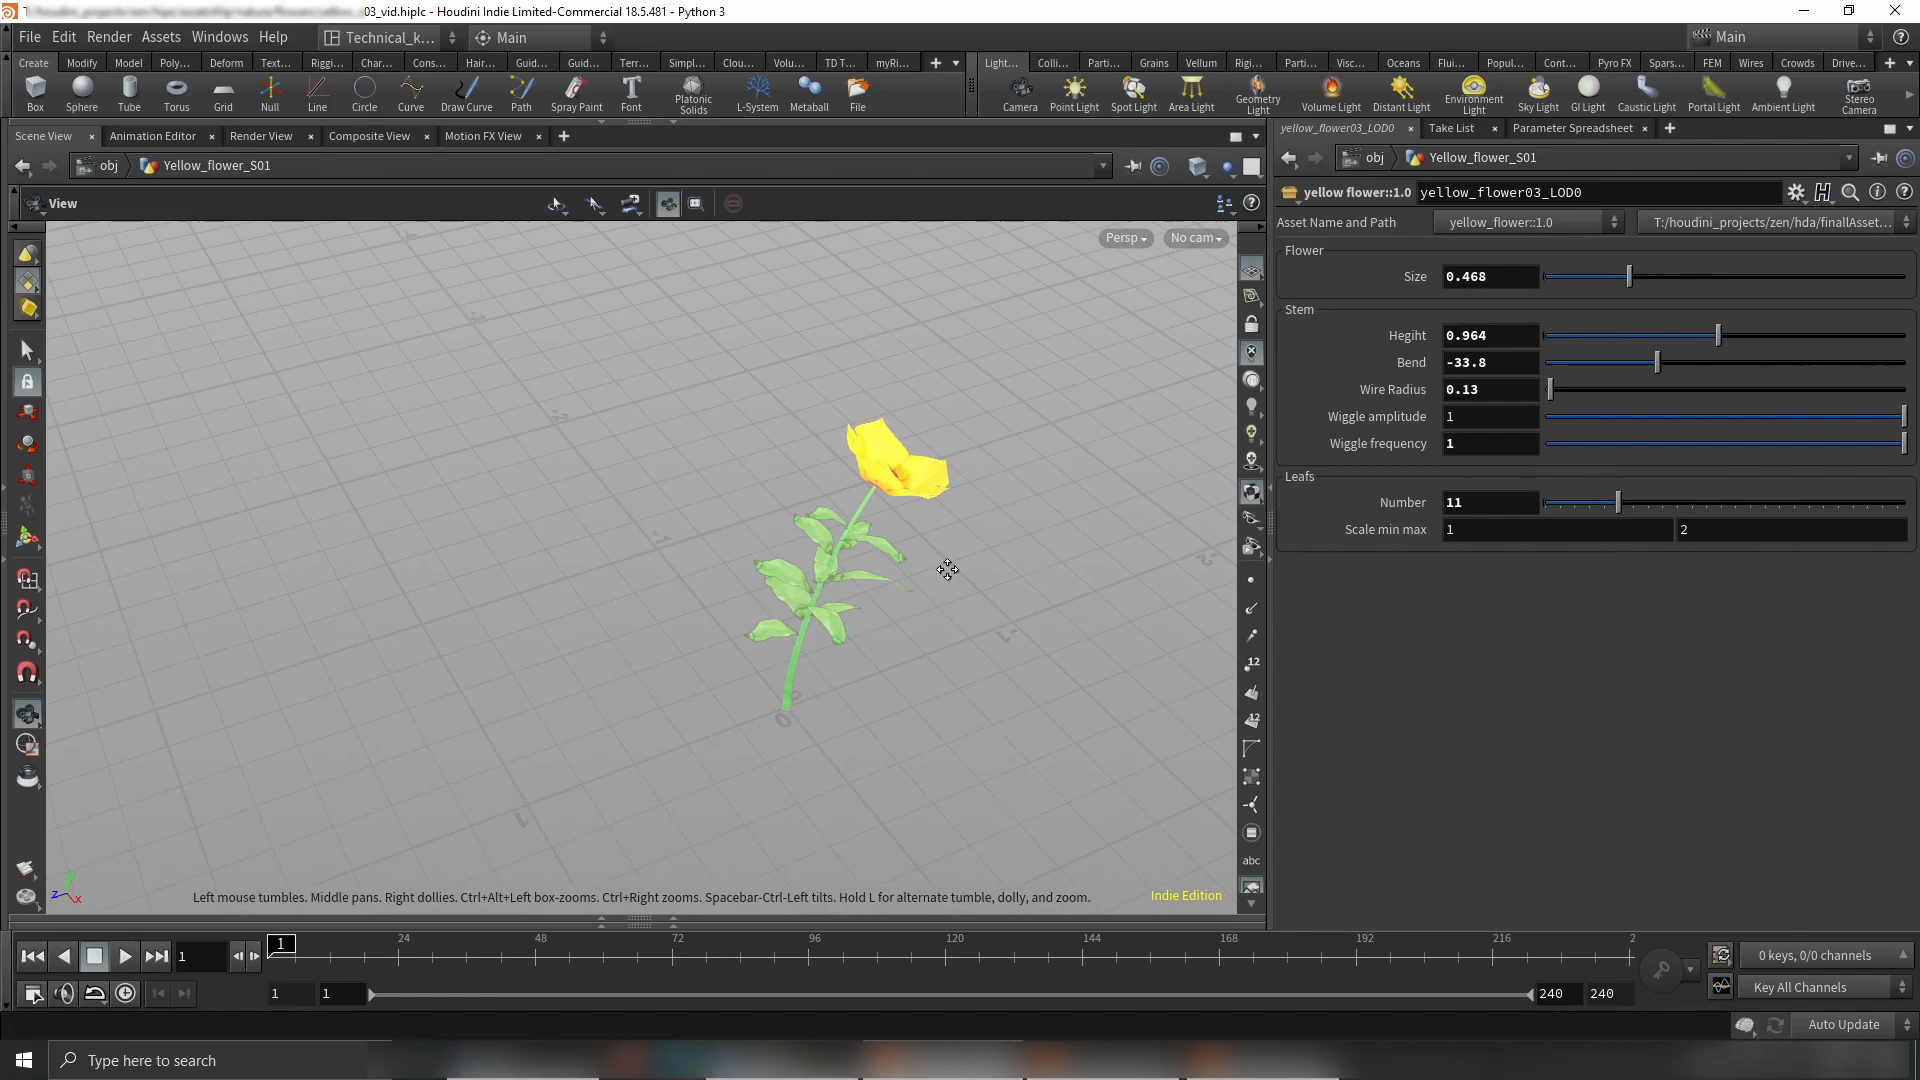 03_vid.hiplc - Houdini Indie Limited-Commercial 18.5.481 - Python 3
File Edit Render Assets Windows Help Technical_k... Main Main
Create Modify Model Poly... Deform Text... Riggi... Char... Cons... Hair... Guid... Guid... Terr... Simpl... Clou... Volu... TD T... myRi... Light... Colli... Parti... Grains Vellum Rigi... Parti... Visc... Oceans Flui... Popul... Cont... Pyro FX Spars... FEM Wires Crowds Drive...
Box Sphere Tube Torus Grid Null Line Circle Curve Draw Curve Path Spray Paint Font Platonic Solids L-System Metaball File Camera Point Light Spot Light Area Light Geometry Light Volume Light Distant Light Environment Light Sky Light GI Light Caustic Light Portal Light Ambient Light Stereo Camera
Scene View Animation Editor Render View Composite View Motion FX View
yellow_flower03_LOD0 Take List Parameter Spreadsheet
obj Yellow_flower_S01
obj Yellow_flower_S01
View
yellow flower::1.0 yellow_flower03_LOD0
Asset Name and Path yellow_flower::1.0 T:/houdini_projects/zen/hda/finallAsset...
Persp No cam
Flower
Size 0.468
Stem
Hegiht 0.964
Bend -33.8
Wire Radius 0.13
Wiggle amplitude 1
Wiggle frequency 1
Leafs
Number 11
Scale min max 1 2
12
12
abc
z y x
Left mouse tumbles. Middle pans. Right dollies. Ctrl+Alt+Left box-zooms. Ctrl+Right zooms. Spacebar-Ctrl-Left tilts. Hold L for alternate tumble, dolly, and zoom.
Indie Edition
1 1 24 48 72 96 120 144 168 192 216 2
0 keys, 0/0 channels
1 1 240 240
Key All Channels
Auto Update
Type here to search